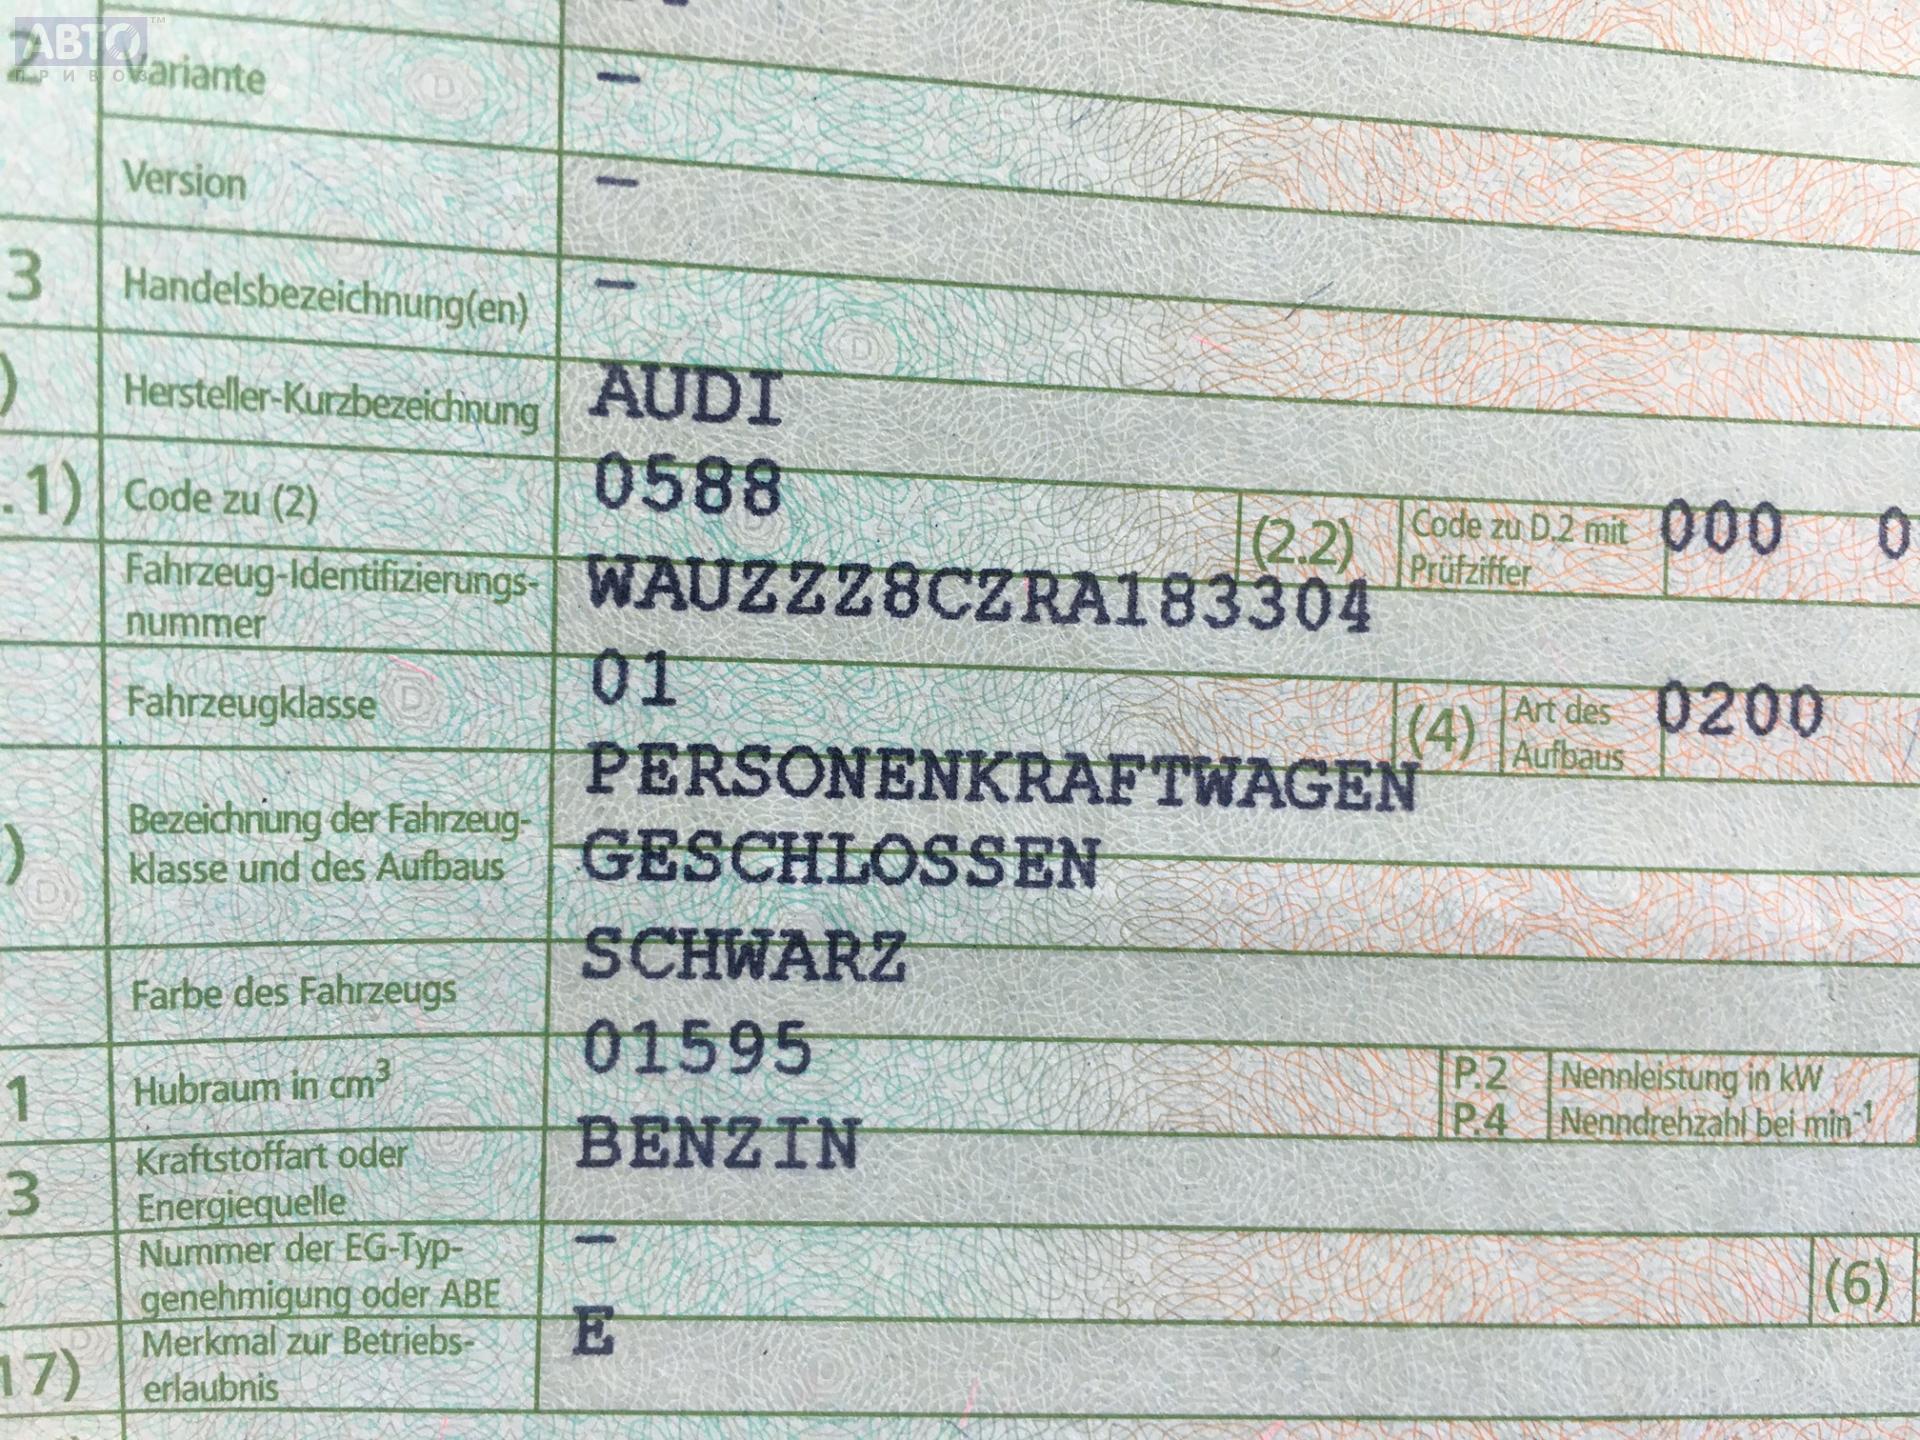 АВТО™
ПРИВОЗ
2 Variante –
Version –
3 Handelsbezeichnung(en) –
) Hersteller-Kurzbezeichnung AUDI
.1) Code zu (2) 0588 (2.2) Code zu D.2 mit Prüfziffer 000 0
Fahrzeug-Identifizierungs-
nummer WAUZZZ8CZRA183304
Fahrzeugklasse 01 (4) Art des Aufbaus 0200
) Bezeichnung der Fahrzeug- PERSONENKRAFTWAGEN
klasse und des Aufbaus GESCHLOSSEN
Farbe des Fahrzeugs SCHWARZ
1 Hubraum in cm³ 01595 P.2 Nennleistung in kW
P.4 Nenndrehzahl bei min⁻¹
3 Kraftstoffart oder BENZIN
Energiequelle
Nummer der EG-Typ- –
genehmigung oder ABE (6)
17) Merkmal zur Betriebs- E
erlaubnis